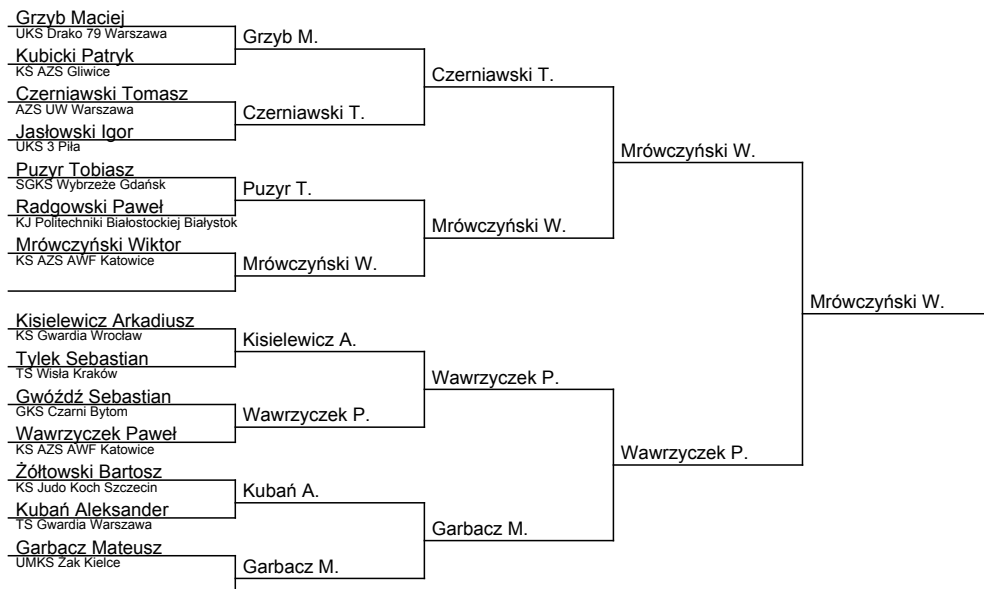 Grzyb Maciej
UKS Drako 79 Warszawa
Grzyb M.
Kubicki Patryk
KS AZS Gliwice
Czerniawski T.
Czerniawski Tomasz
AZS UW Warszawa
Czerniawski T.
Jasłowski Igor
UKS 3 Piła
Mrówczyński W.
Puzyr Tobiasz
SGKS Wybrzeże Gdańsk
Puzyr T.
Radgowski Paweł
KJ Politechniki Białostockiej Białystok
Mrówczyński W.
Mrówczyński Wiktor
KS AZS AWF Katowice
Mrówczyński W.
Mrówczyński W.
Kisielewicz Arkadiusz
KS Gwardia Wrocław
Kisielewicz A.
Tylek Sebastian
TS Wisła Kraków
Wawrzyczek P.
Gwóźdź Sebastian
GKS Czarni Bytom
Wawrzyczek P.
Wawrzyczek Paweł
KS AZS AWF Katowice
Wawrzyczek P.
Żółtowski Bartosz
KS Judo Koch Szczecin
Kubań A.
Kubań Aleksander
TS Gwardia Warszawa
Garbacz M.
Garbacz Mateusz
UMKS Żak Kielce
Garbacz M.